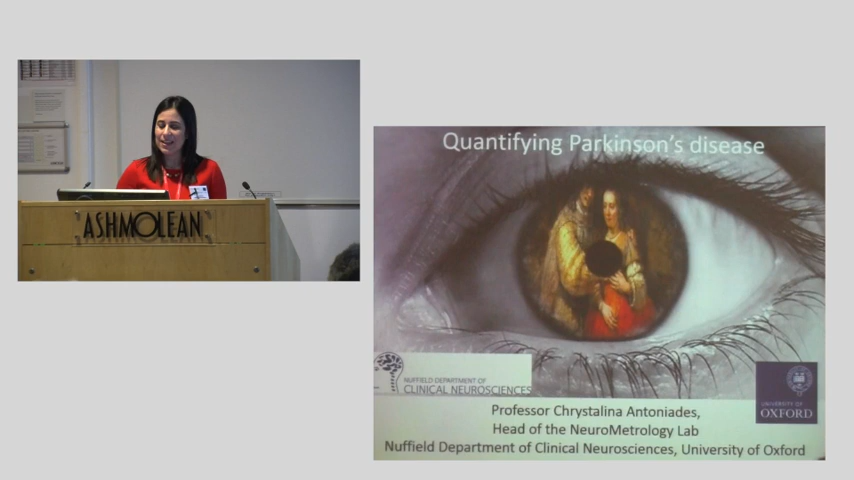 ASHMOLEAN
Quantifying Parkinson's disease
NUFFIELD DEPARTMENT OF
CLINICAL NEUROSCIENCES
UNIVERSITY OF
OXFORD
Professor Chrystalina Antoniades,
Head of the NeuroMetrology Lab
Nuffield Department of Clinical Neurosciences, University of Oxford